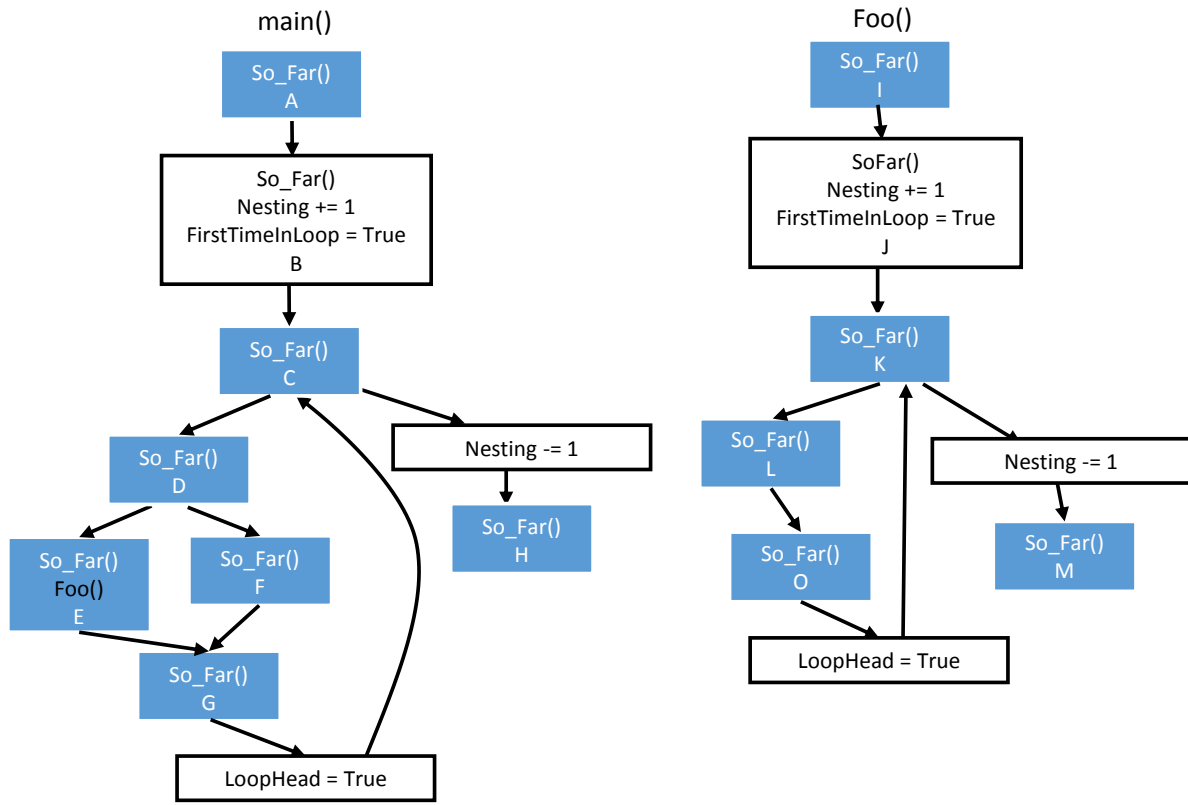 main()
So_Far()
A
So_Far()
Nesting += 1
FirstTimeInLoop = True
B
So_Far()
C
So_Far()
D
Nesting -= 1
So_Far()
H
So_Far()
Foo()
E
So_Far()
F
So_Far()
G
LoopHead = True
Foo()
So_Far()
I
SoFar()
Nesting += 1
FirstTimeInLoop = True
J
So_Far()
K
So_Far()
L
Nesting -= 1
So_Far()
M
So_Far()
O
LoopHead = True